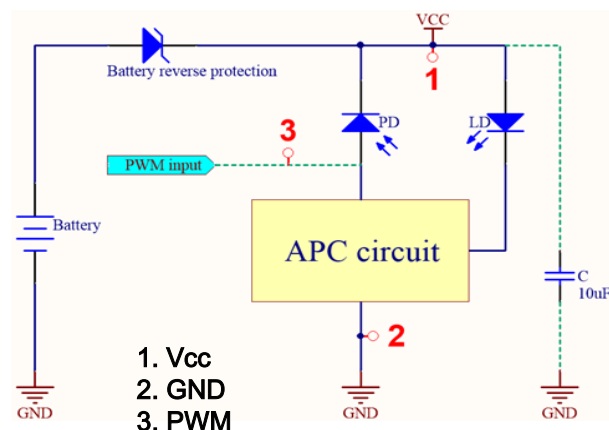 VCC
Battery reverse protection
1
PD
LD
3
PWM input
Battery
APC circuit
C
10uF
2
1. Vcc
2. GND
3. PWM
GND
GND
GND